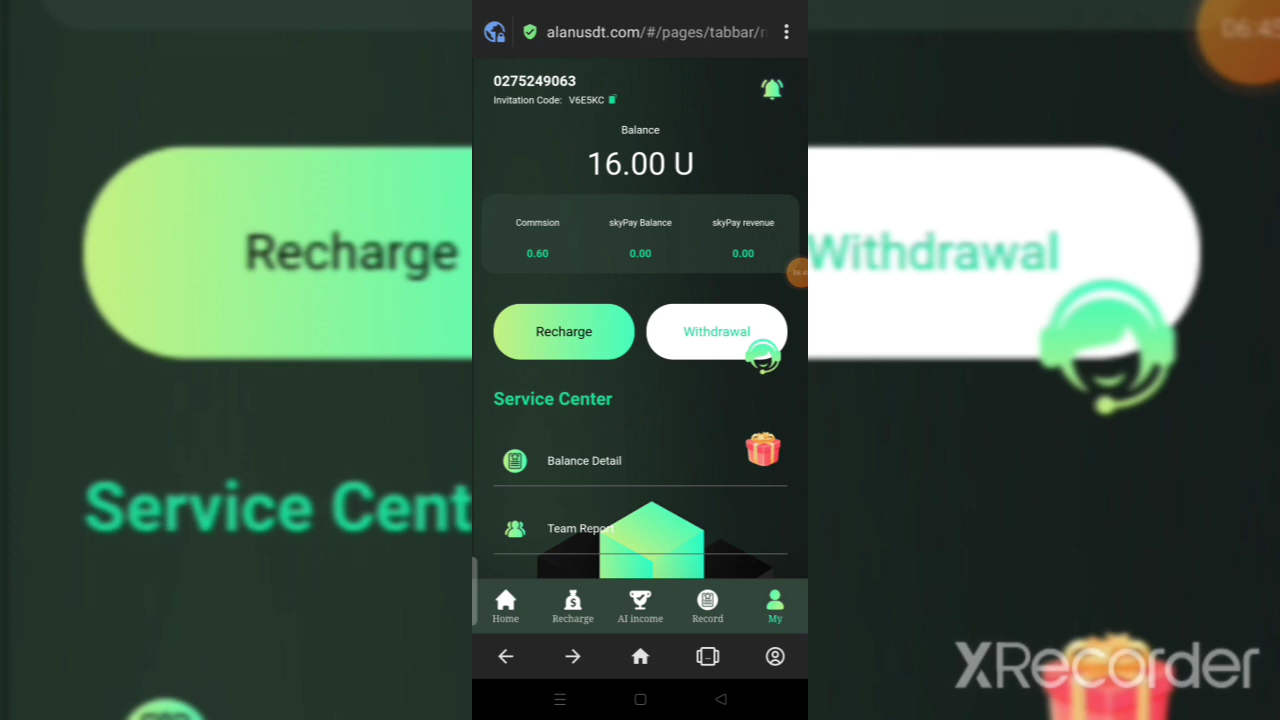 alanusdt.com/#/pages/tabbar/
0275249063
Invitation Code: V6E5KC
Balance
16.00 U
Commsion skyPay Balance skyPay revenue
0.60 0.00 0.00
Recharge Withdrawal
Recharge Withdrawal
Service Center
Balance Detail
Team Report
Service Cent
Home Recharge AI income Record My
XRecorder